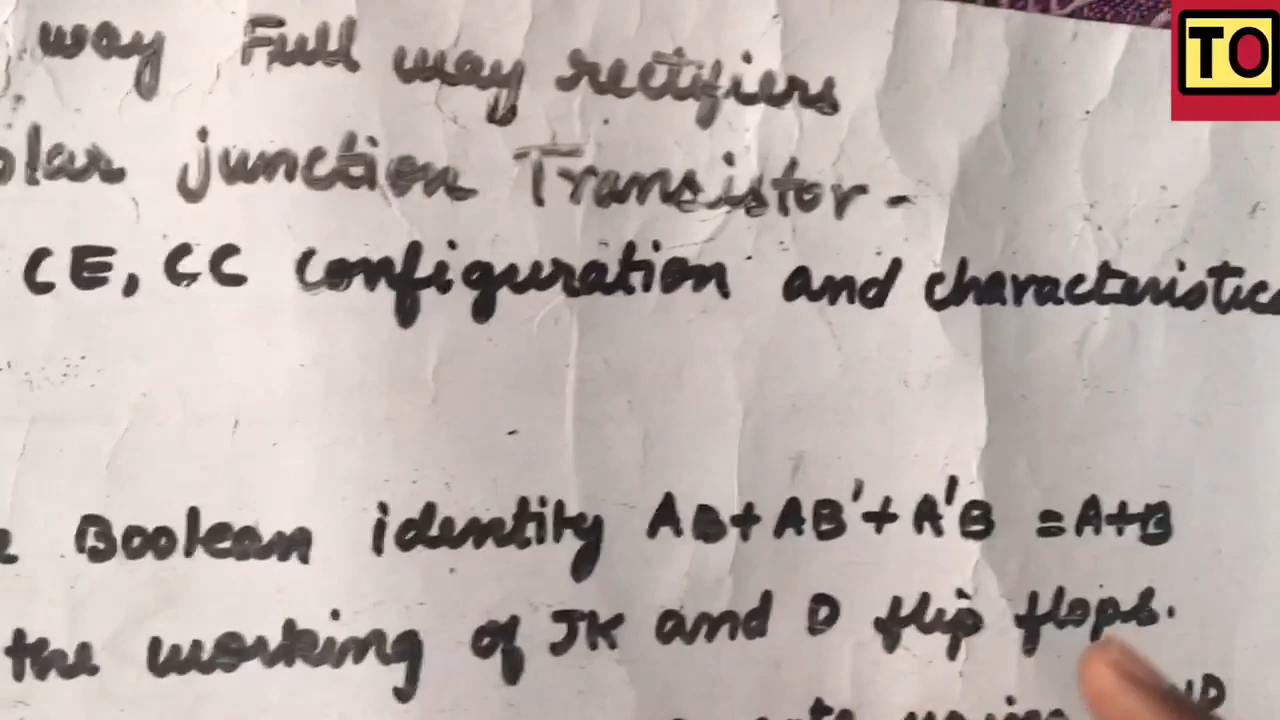 TO
way Full way rectifiers
olar junction Transistor-
CE, CC configuration and characteristics
Boolean identity AB+AB'+A'B = A+B
the working of JK and D flip flops.